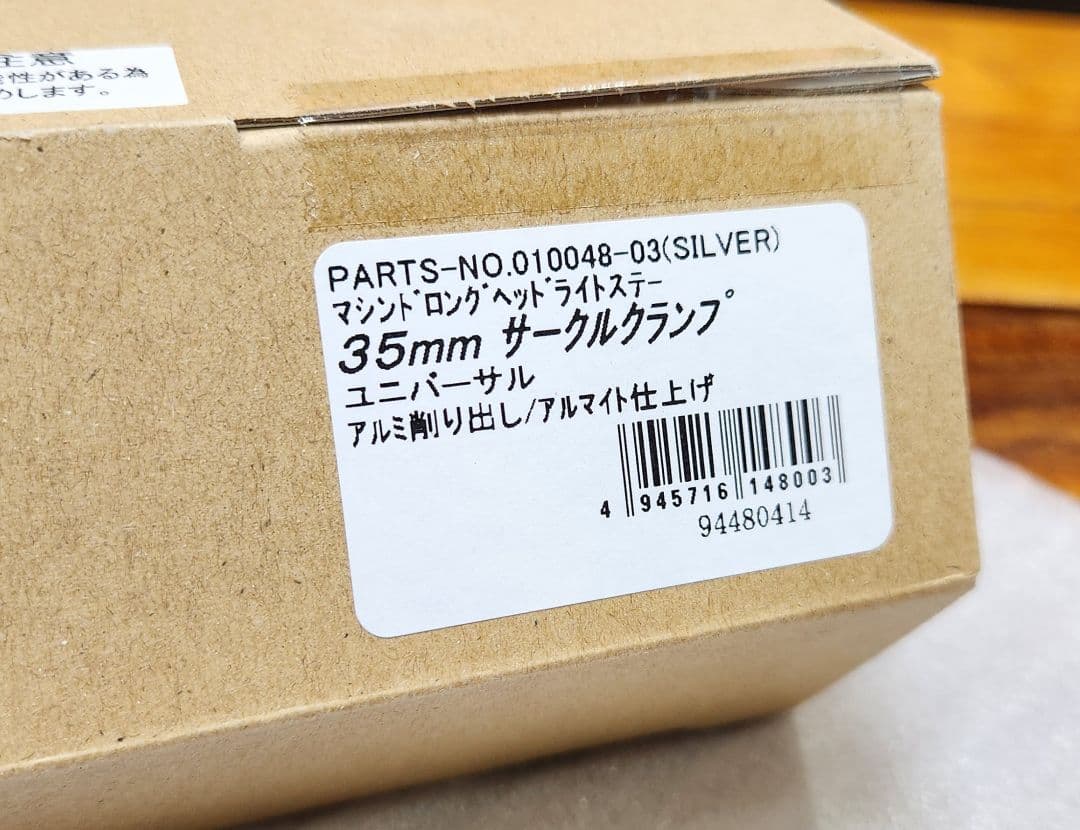 注意
性がある為
めします。
PARTS-NO.010048-03(SILVER)
マシンドロングヘッドライトステー
35mm サークルクランプ
ユニバーサル
アルミ削り出し/アルマイト仕上げ
4 945716 148003
94480414